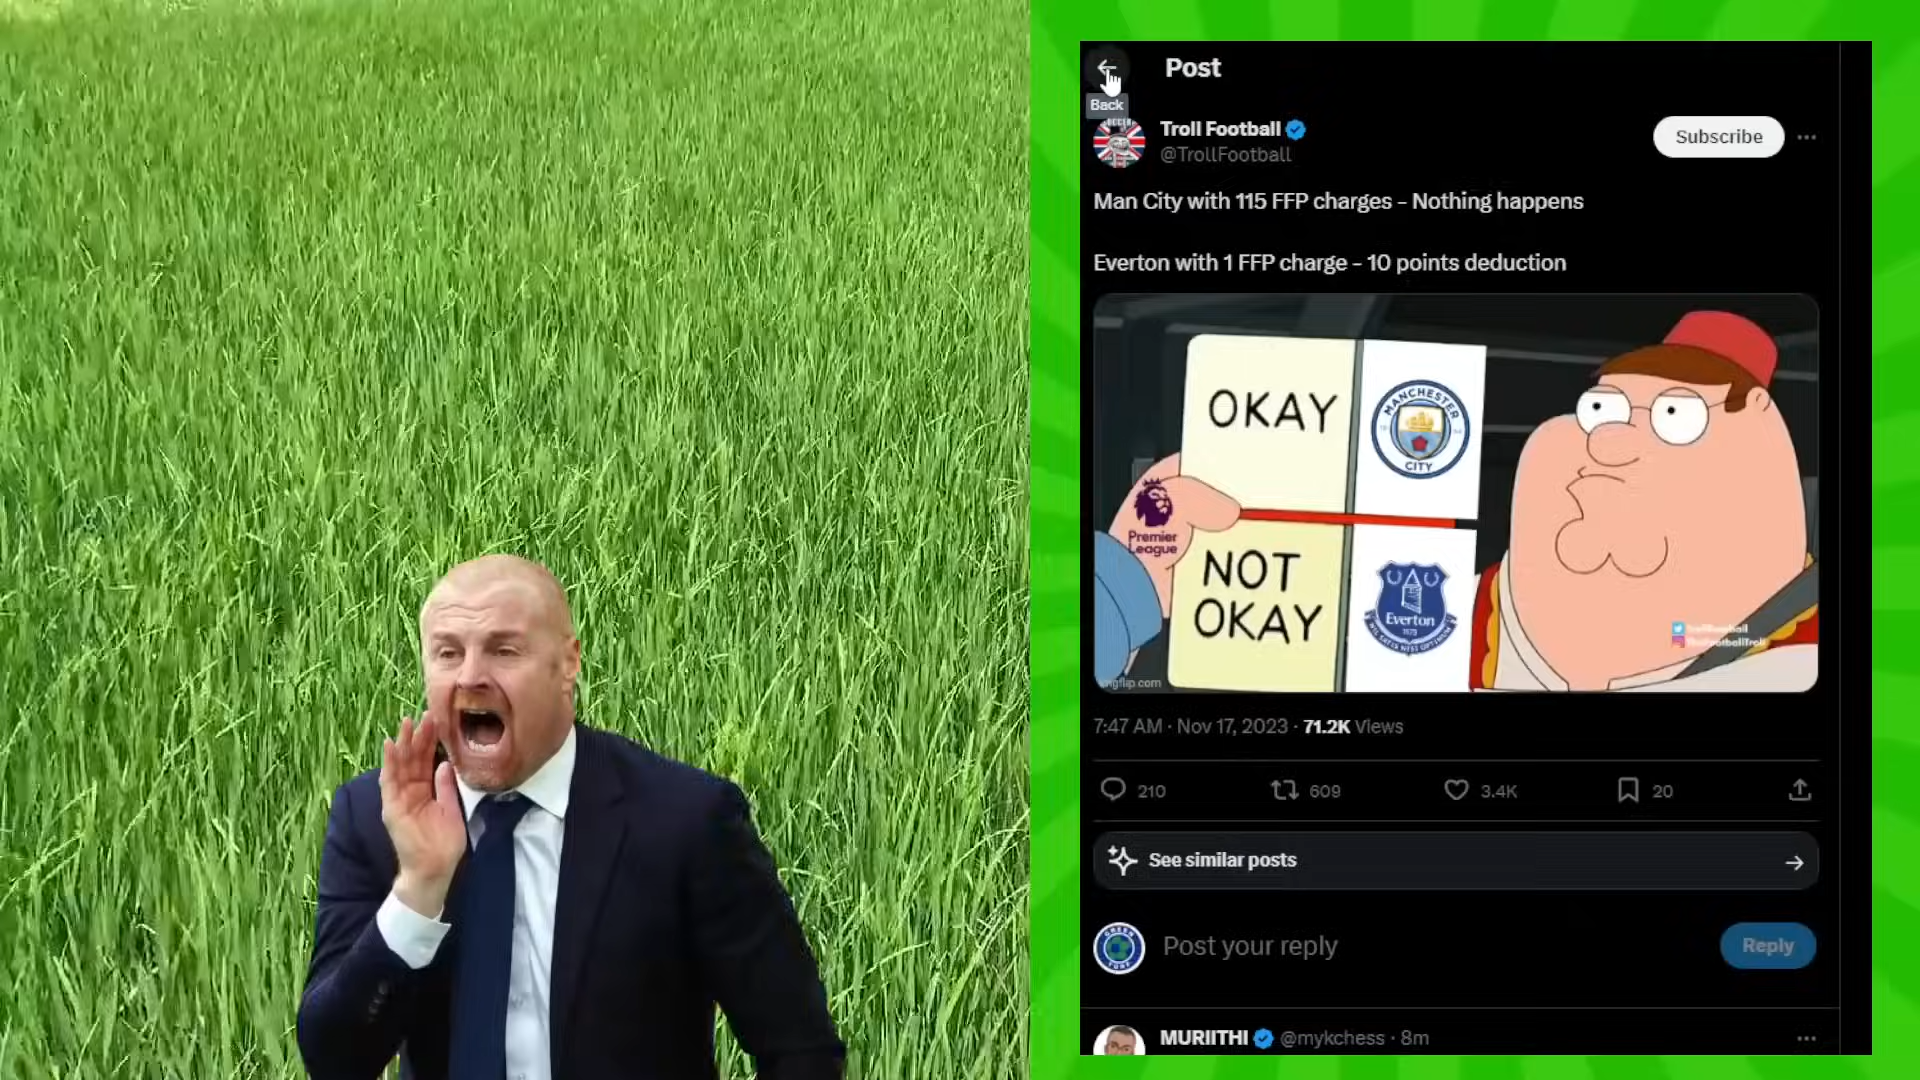 Post
Back
Troll Football
@TrollFootball
Subscribe
Man City with 115 FFP charges - Nothing happens
Everton with 1 FFP charge - 10 points deduction
OKAY
MANCHESTER
CITY
Premier
League
NOT
OKAY
Everton
1878
imgflip.com
7:47 AM · Nov 17, 2023 · 71.2K Views
210
609
3.4K
20
See similar posts
Post your reply
Reply
MURIITHI @mykchess · 8m